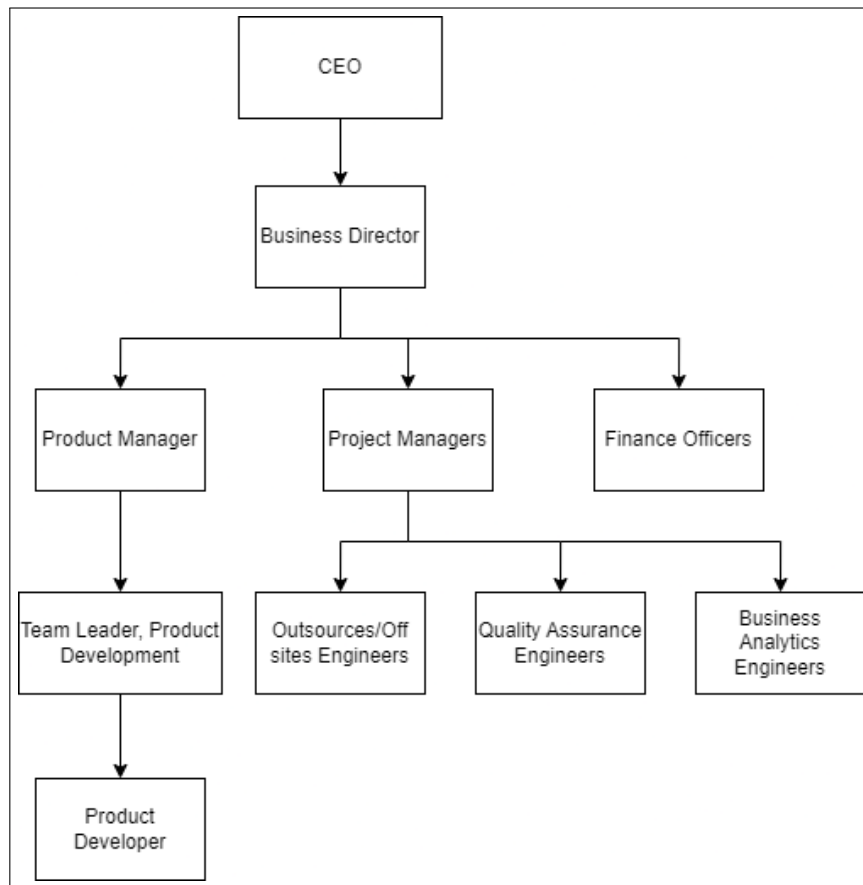 CEO
Business Director
Product Manager
Project Managers
Finance Officers
Team Leader, Product
Development
Outsources/Off
sites Engineers
Quality Assurance
Engineers
Business
Analytics
Engineers
Product
Developer